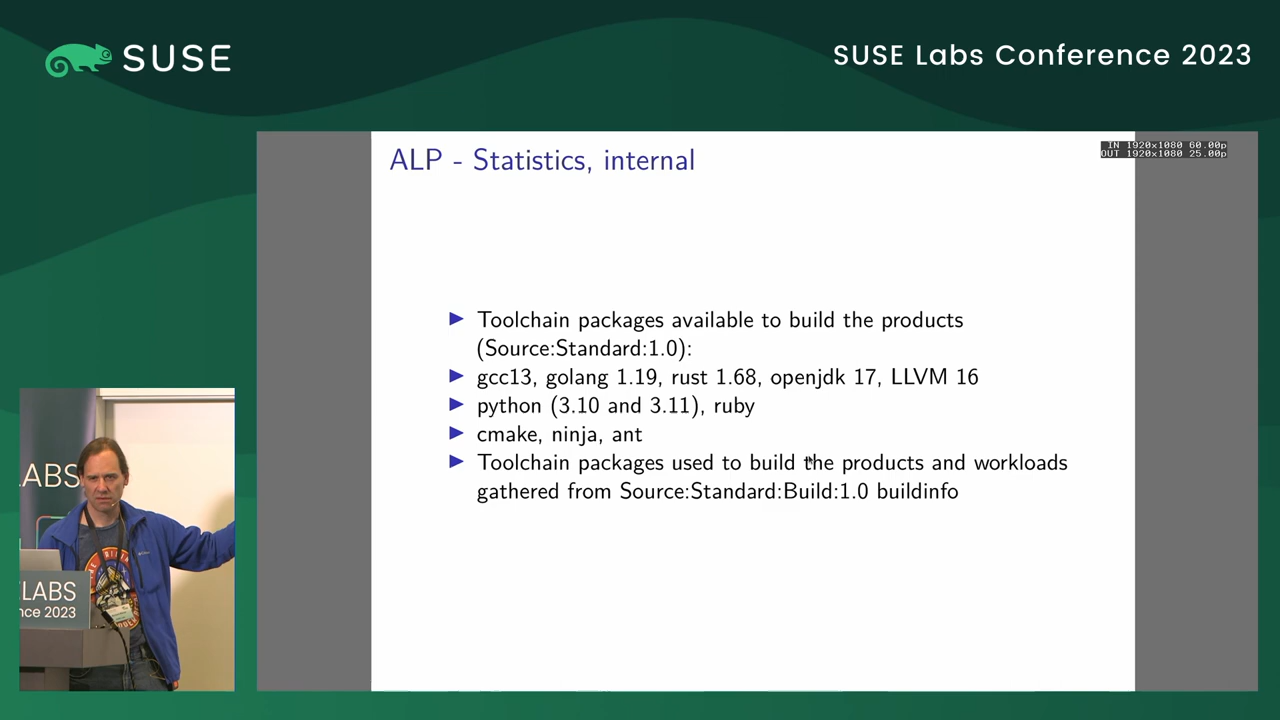 SUSE
SUSE Labs Conference 2023
IN 1920x1080 60.00p
OUT 1920x1080 25.00p
ALP - Statistics, internal
▶ Toolchain packages available to build the products
(Source:Standard:1.0):
▶ gcc13, golang 1.19, rust 1.68, openjdk 17, LLVM 16
▶ python (3.10 and 3.11), ruby
▶ cmake, ninja, ant
▶ Toolchain packages used to build the products and workloads
gathered from Source:Standard:Build:1.0 buildinfo
LABS
LABS
nce 2023